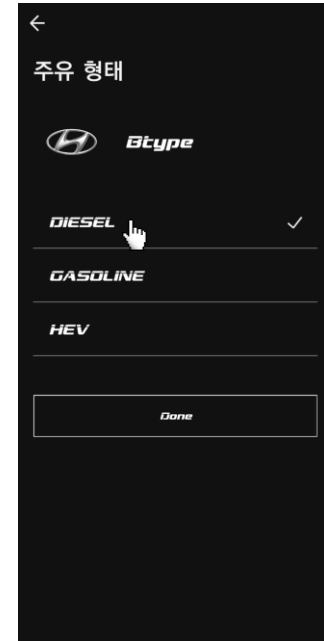 주유 형태
Btype
DIESEL
GASOLINE
HEV
Done